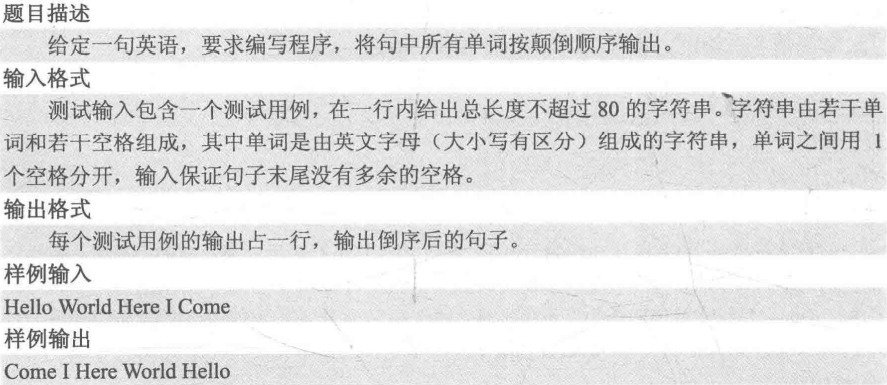 题目描述
给定一句英语，要求编写程序，将句中所有单词按颠倒顺序输出。
输入格式
测试输入包含一个测试用例，在一行内给出总长度不超过 80 的字符串。字符串由若干单
词和若干空格组成，其中单词是由英文字母（大小写有区分）组成的字符串，单词之间用 1
个空格分开，输入保证句子末尾没有多余的空格。
输出格式
每个测试用例的输出占一行，输出倒序后的句子。
样例输入
Hello World Here I Come
样例输出
Come I Here World Hello